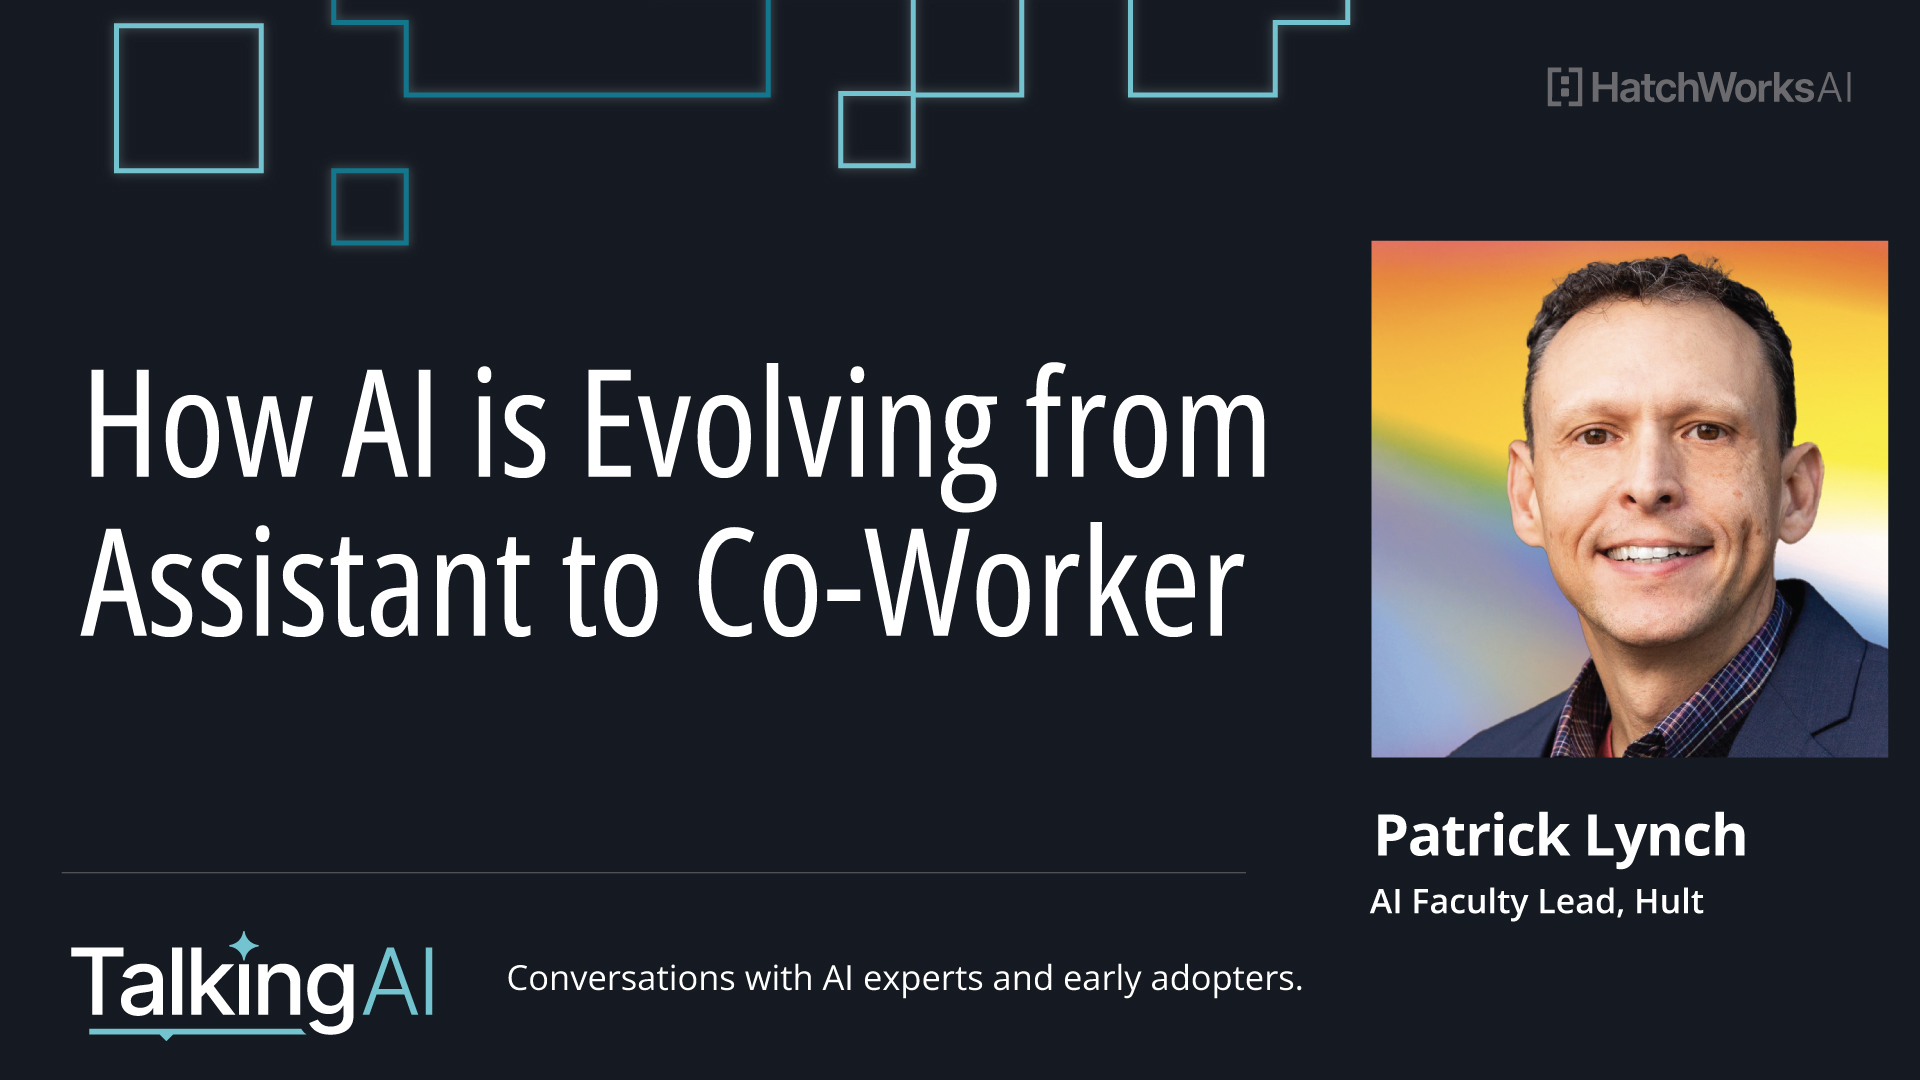 HatchWorksAI
How AI is Evolving from
Assistant to Co-Worker
Patrick Lynch
AI Faculty Lead, Hult
TalkingAI
Conversations with AI experts and early adopters.